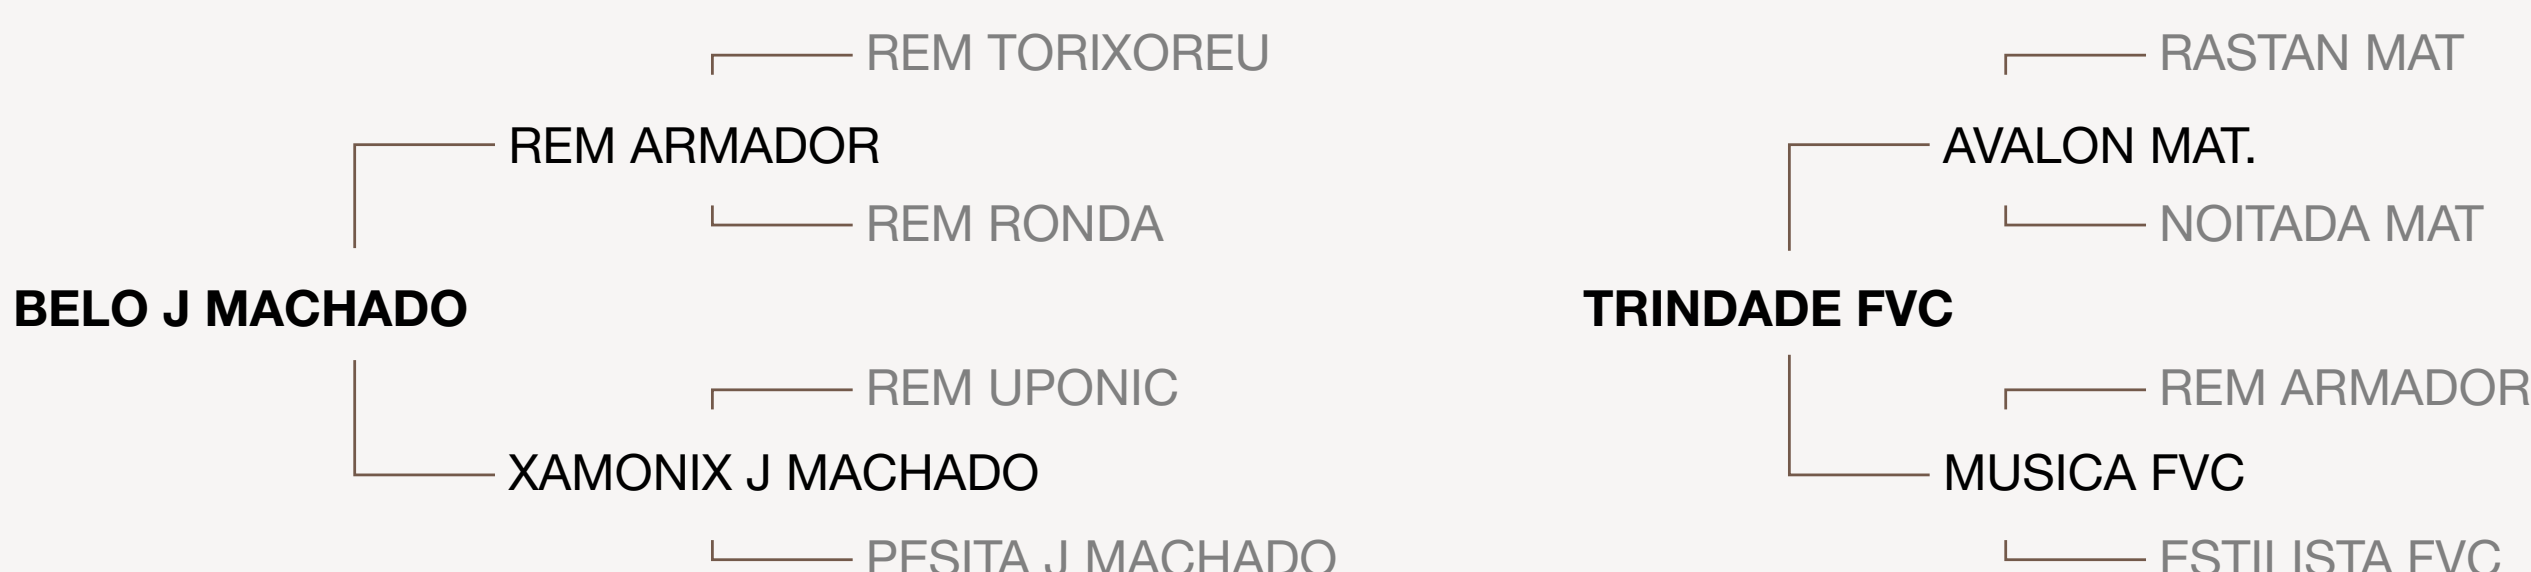 REM TORIXOREU
REM ARMADOR
REM RONDA
BELO J MACHADO
REM UPONIC
XAMONIX J MACHADO
PESITA J MACHADO
RASTAN MAT
AVALON MAT.
NOITADA MAT
TRINDADE FVC
REM ARMADOR
MUSICA FVC
ESTILISTA FVC